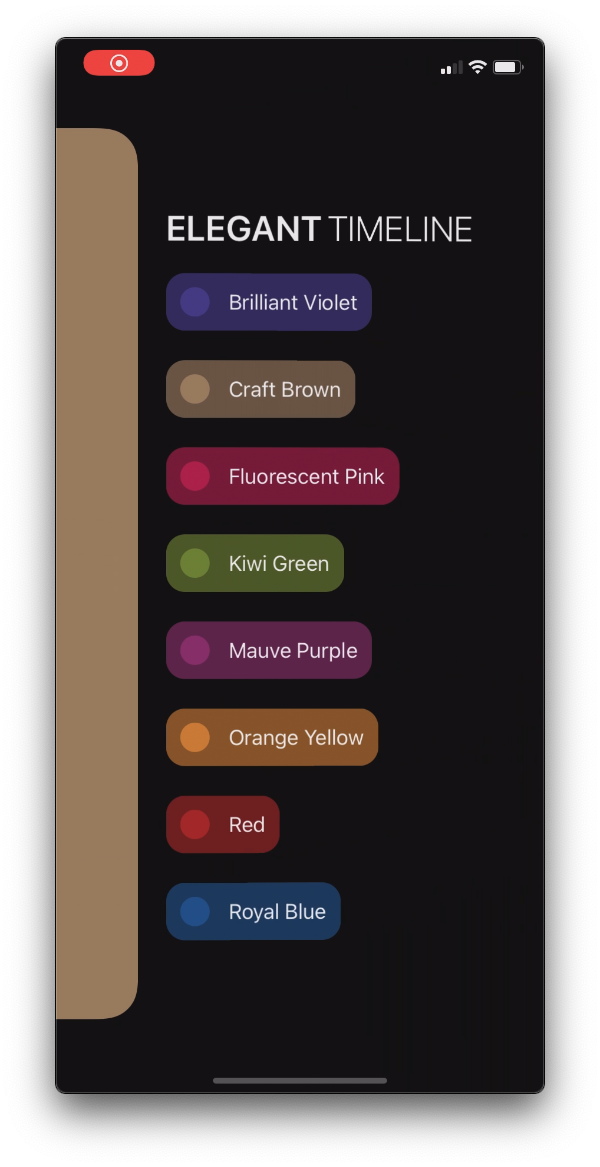 ELEGANT TIMELINE
Brilliant Violet
Craft Brown
Fluorescent Pink
Kiwi Green
Mauve Purple
Orange Yellow
Red
Royal Blue